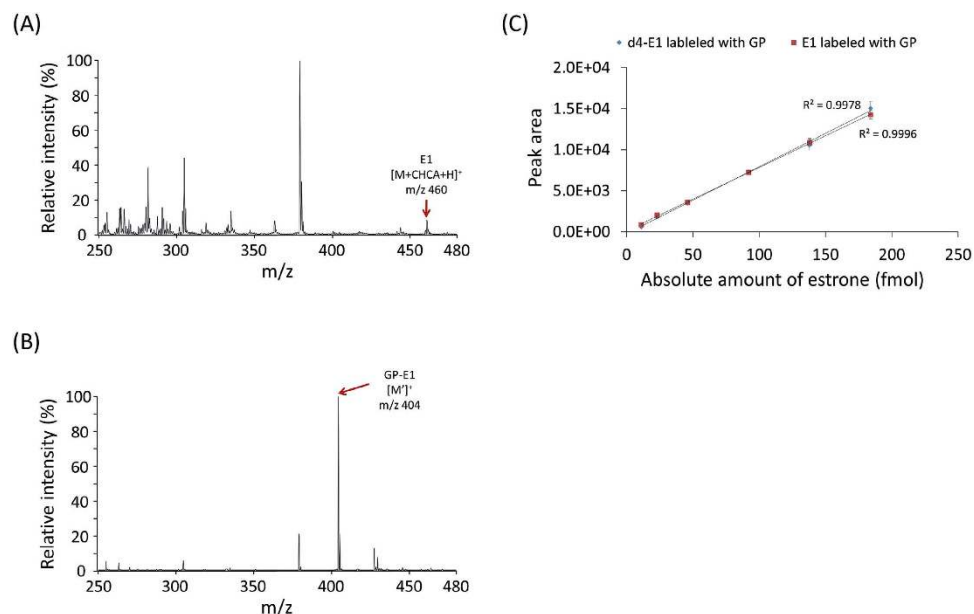 (A)
Relative intensity (%)
100
80
60
40
20
0
E1
[M+CHCA+H]⁺
m/z 460
250 300 350 400 450 480
m/z
(B)
Relative intensity (%)
100
80
60
40
20
0
GP-E1
[M']⁺
m/z 404
250 300 350 400 450 480
m/z
(C)
d4-E1 lableled with GP E1 labeled with GP
Peak area
2.0E+04
1.5E+04
1.0E+04
5.0E+03
0.0E+00
R² = 0.9978
R² = 0.9996
0 50 100 150 200 250
Absolute amount of estrone (fmol)